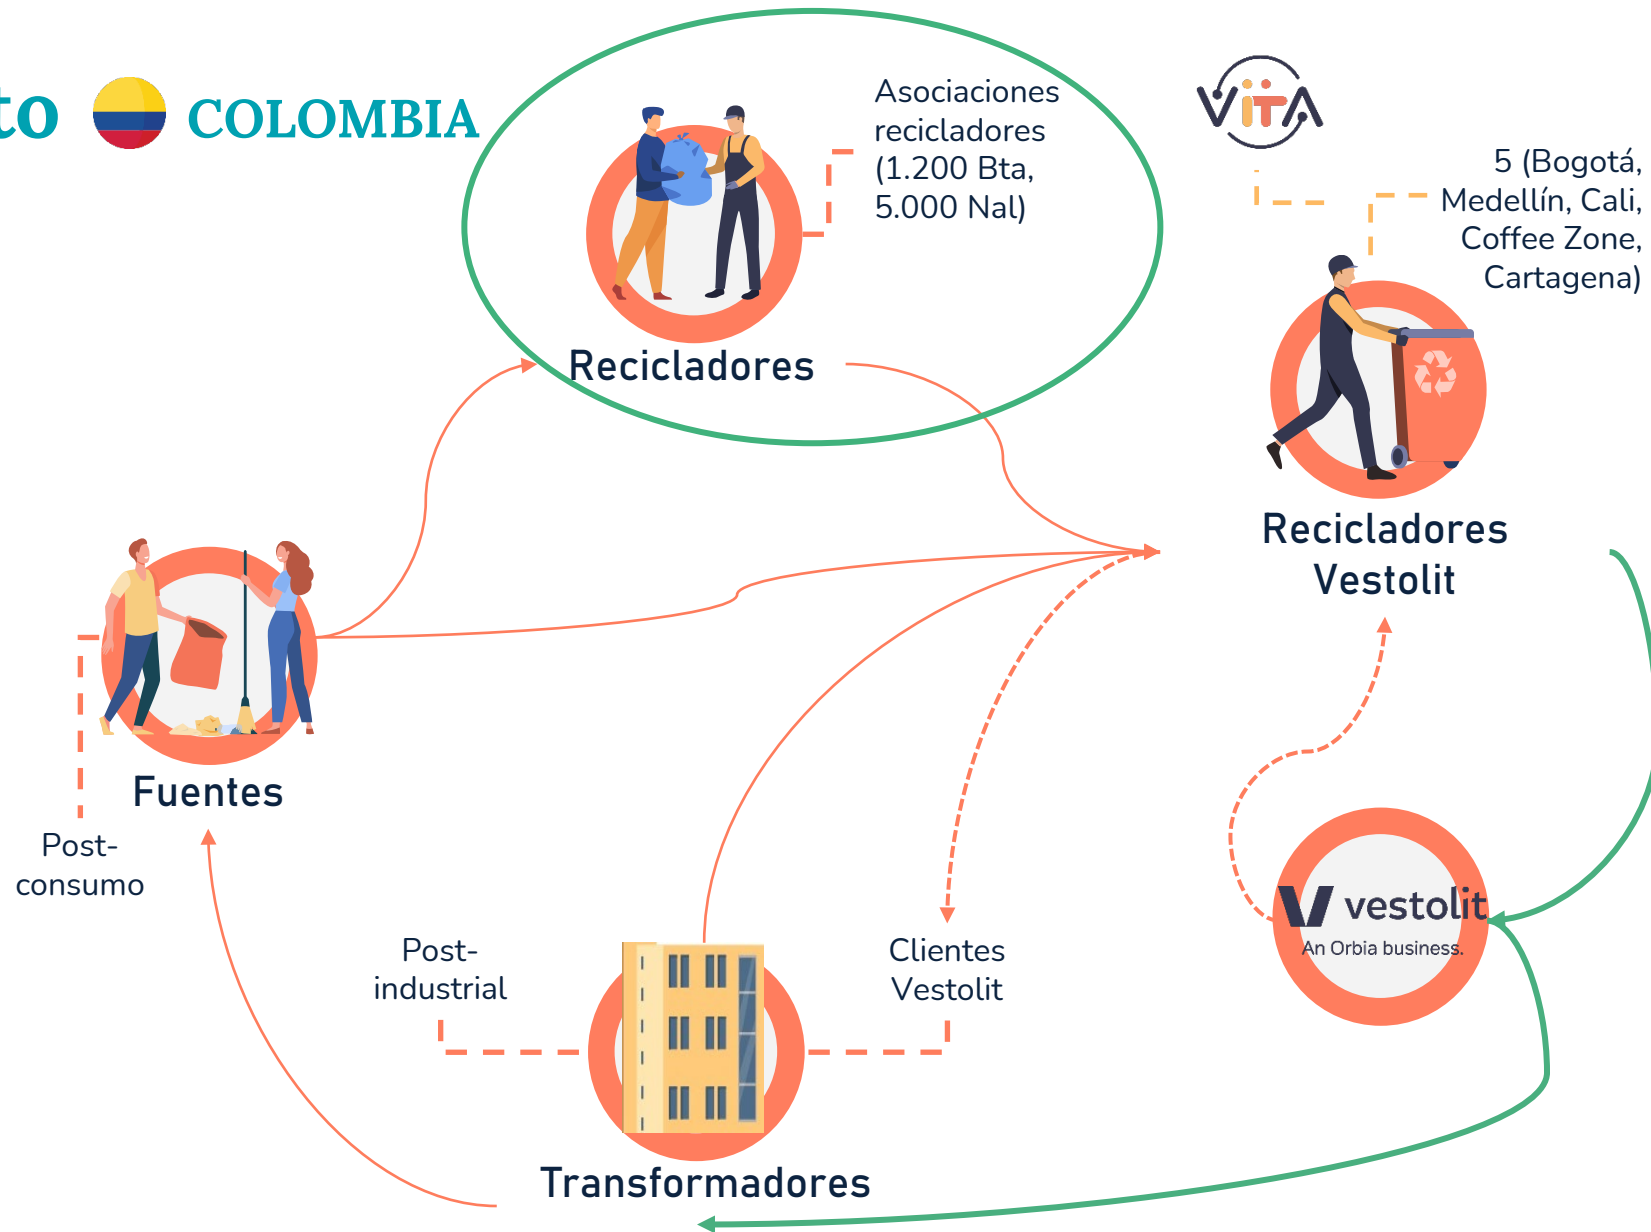 to COLOMBIA
Asociaciones
recicladores
(1.200 Bta,
5.000 Nal)
ViTA
5 (Bogotá,
Medellín, Cali,
Coffee Zone,
Cartagena)
Recicladores
Recicladores
Vestolit
Fuentes
Post-
consumo
Post-
industrial
Clientes
Vestolit
vestolit
An Orbia business.
Transformadores